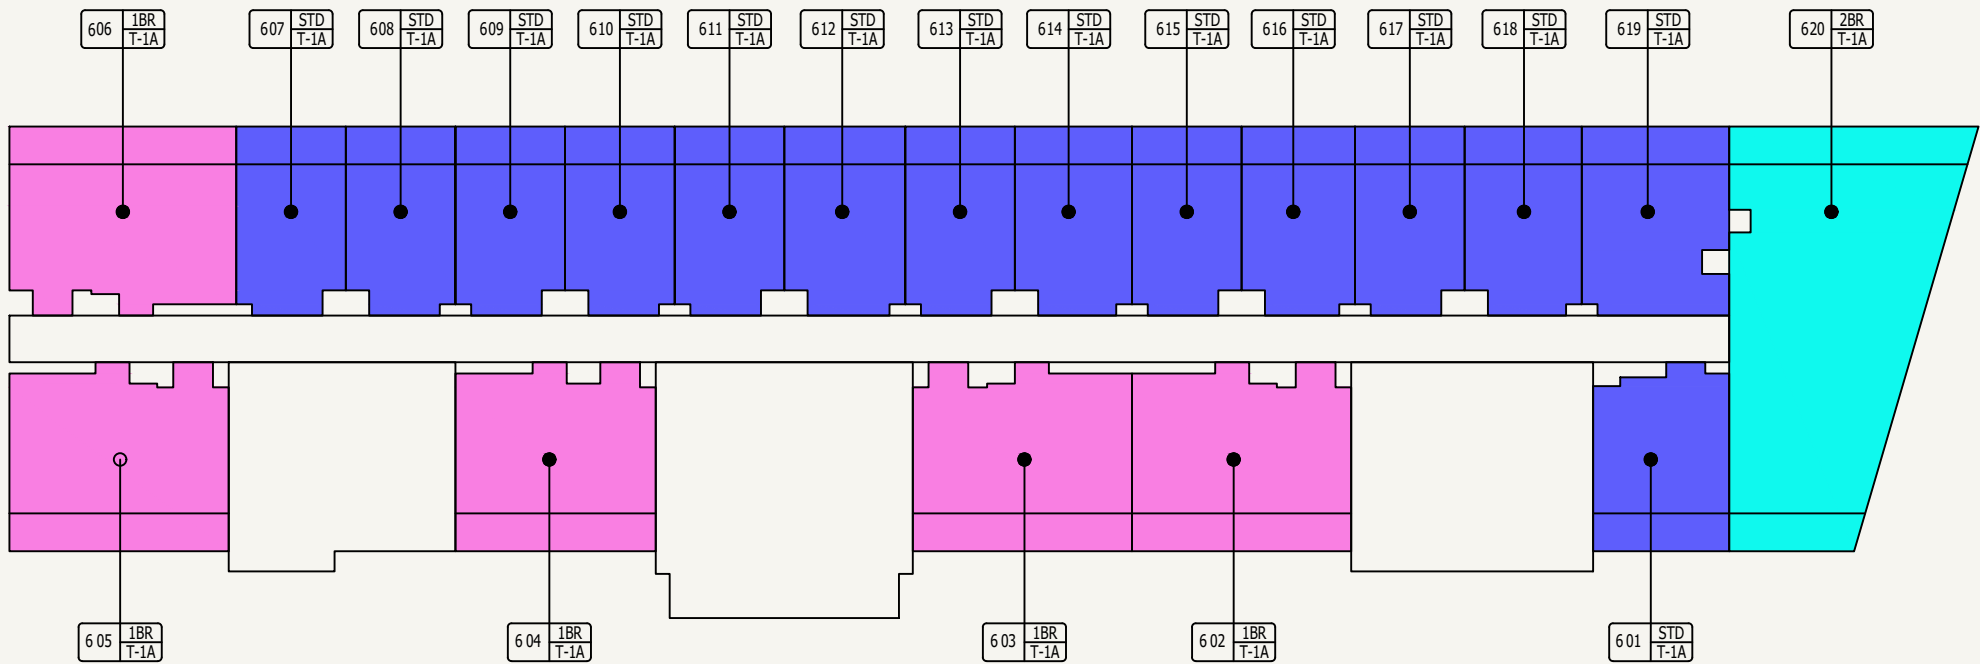 606 1BR T-1A
607 STD T-1A
608 STD T-1A
609 STD T-1A
610 STD T-1A
611 STD T-1A
612 STD T-1A
613 STD T-1A
614 STD T-1A
615 STD T-1A
616 STD T-1A
617 STD T-1A
618 STD T-1A
619 STD T-1A
620 2BR T-1A
605 1BR T-1A
604 1BR T-1A
603 1BR T-1A
602 1BR T-1A
601 STD T-1A